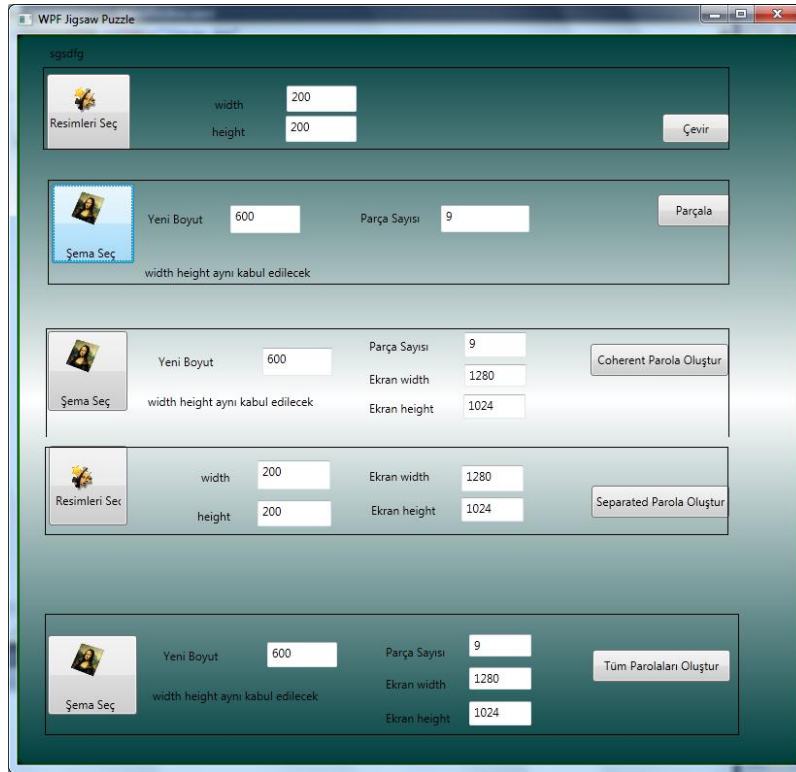 WPF Jigsaw Puzzle
sgsdfg
Resimleri Seç
width 200
height 200
Çevir
Şema Seç
Yeni Boyut 600
Parça Sayısı 9
Parçala
width height aynı kabul edilecek
Şema Seç
Yeni Boyut 600
width height aynı kabul edilecek
Parça Sayısı 9
Ekran width 1280
Ekran height 1024
Coherent Parola Oluştur
Resimleri Seç
width 200
height 200
Ekran width 1280
Ekran height 1024
Separated Parola Oluştur
Şema Seç
Yeni Boyut 600
width height aynı kabul edilecek
Parça Sayısı 9
Ekran width 1280
Ekran height 1024
Tüm Parolaları Oluştur